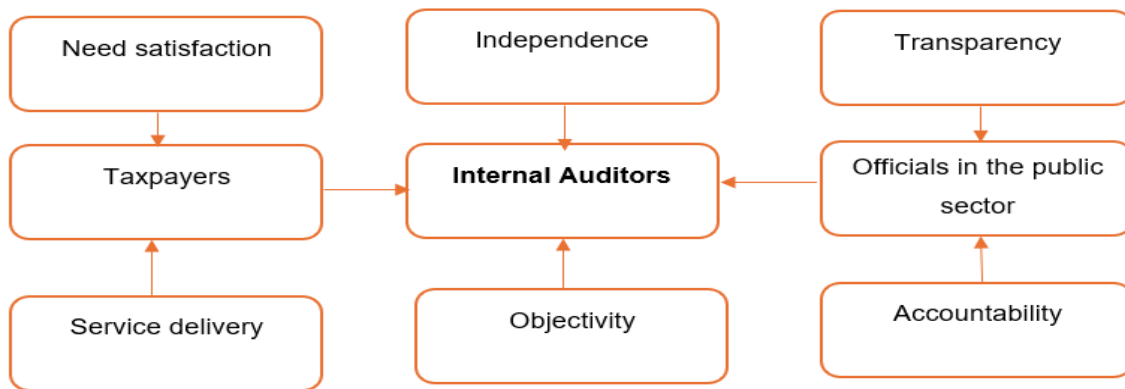 Need satisfaction
Independence
Transparency
Taxpayers
Internal Auditors
Officials in the public
sector
Service delivery
Objectivity
Accountability